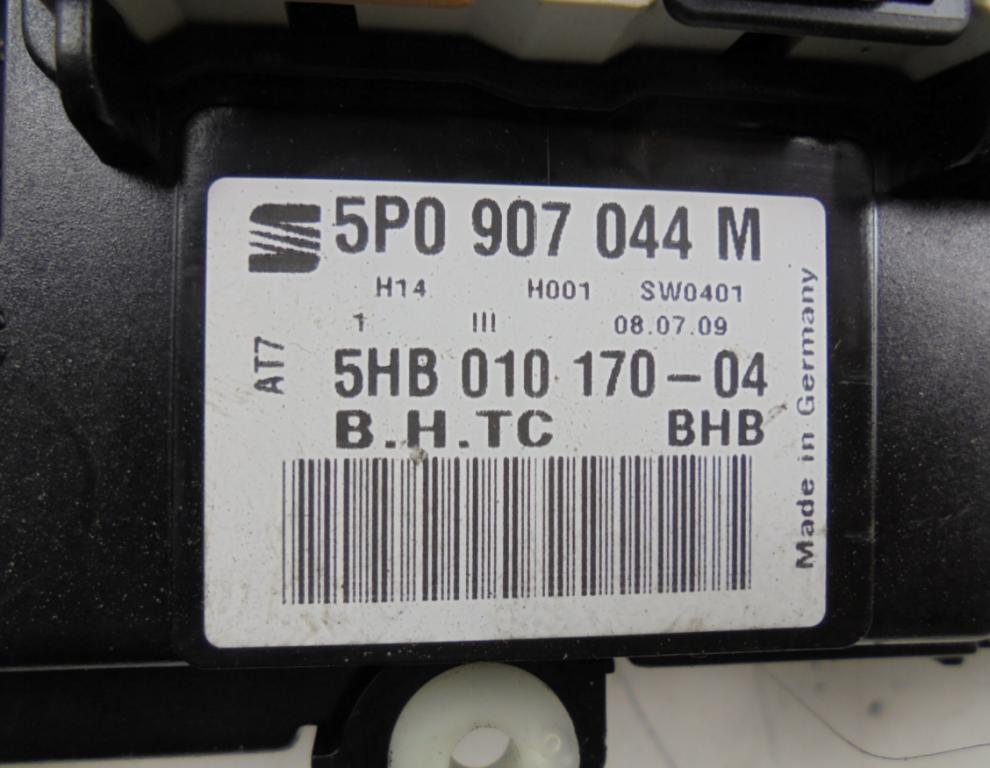 5P0 907 044 M
H14 H001 SW0401
1 III 08.07.09
AT7
5HB 010 170-04
B.H.TC BHB
Made in Germany